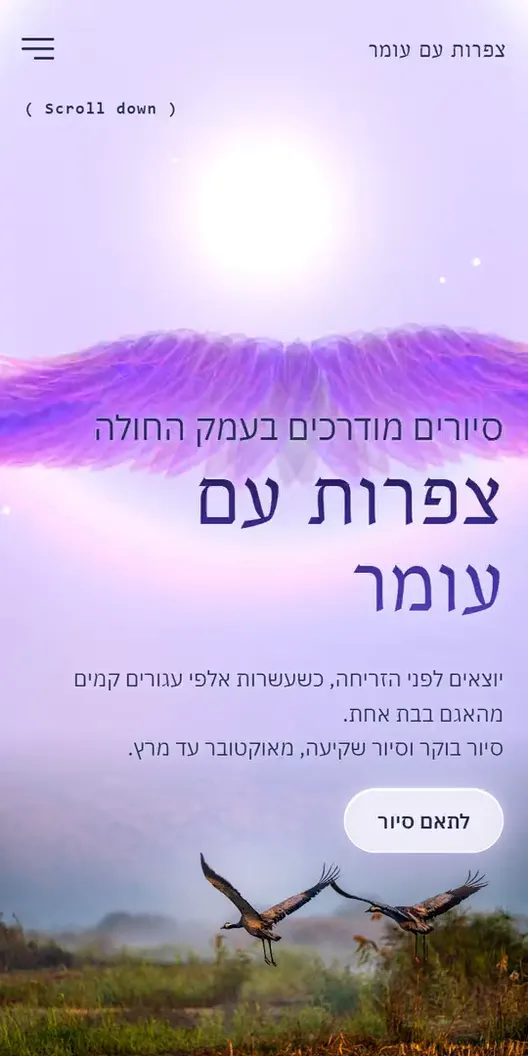 צפרות עם עומר
( Scroll down )
סיורים מודרכים בעמק החולה
צפרות עם
עומר
יוצאים לפני הזריחה, כשעשרות אלפי עגורים קמים
מהאגם בבת אחת.
סיור בוקר וסיור שקיעה, מאוקטובר עד מרץ.
לתאם סיור